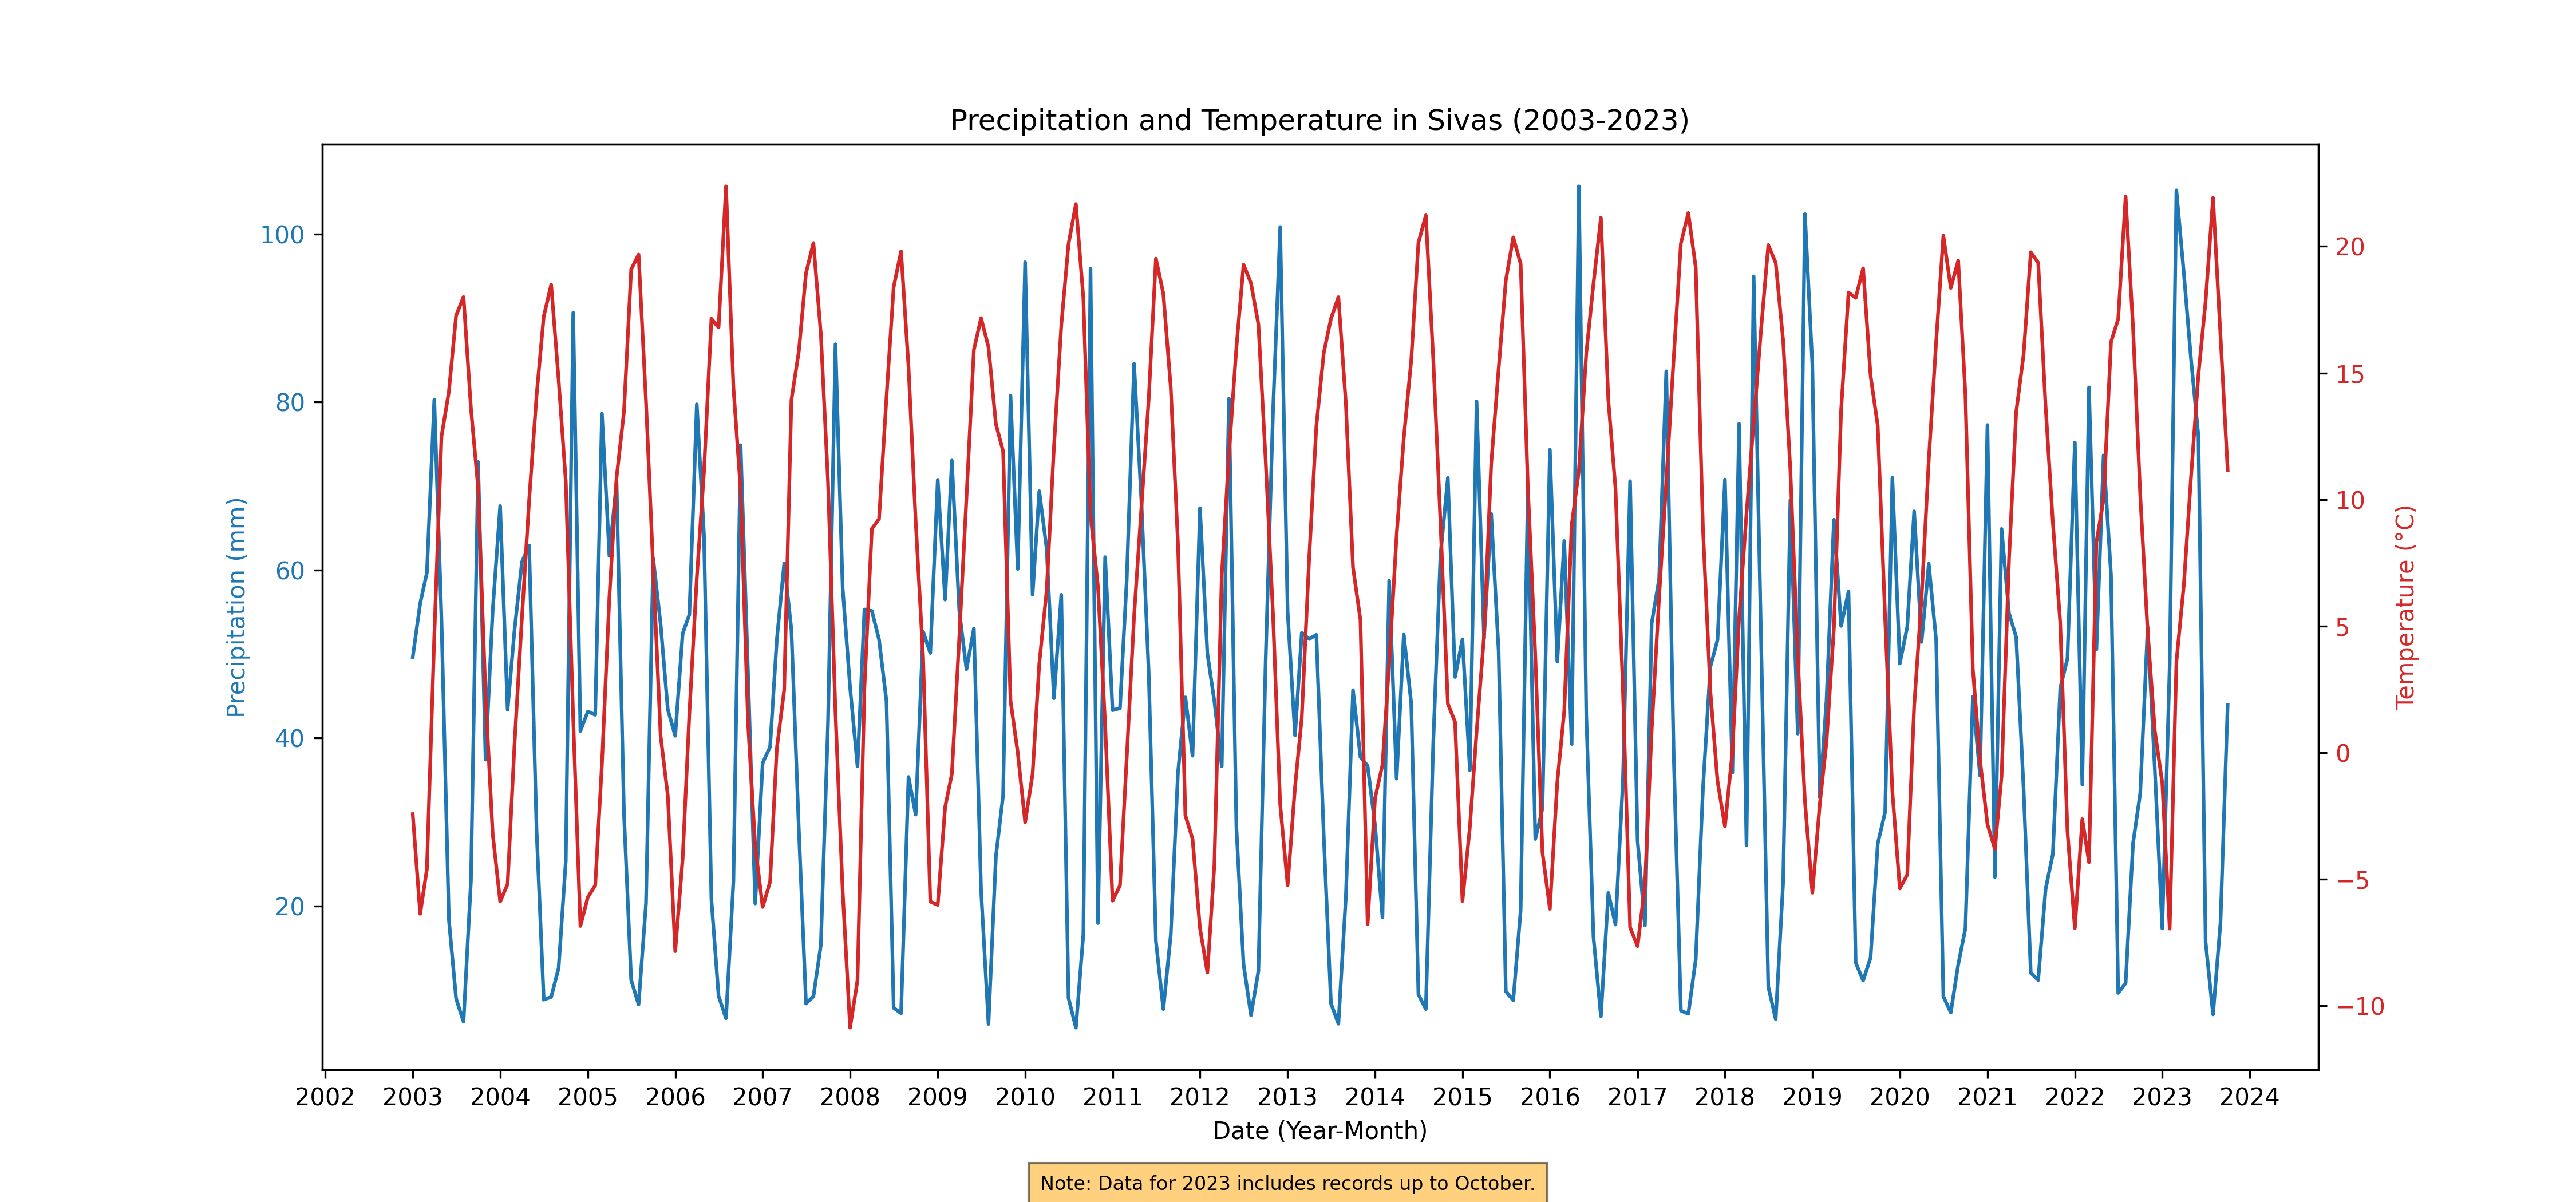 Precipitation and Temperature in Sivas (2003-2023)
Precipitation (mm)
100
80
60
40
20
20
15
10
5
0
−5
−10
Temperature (°C)
2002 2003 2004 2005 2006 2007 2008 2009 2010 2011 2012 2013 2014 2015 2016 2017 2018 2019 2020 2021 2022 2023 2024
Date (Year-Month)
Note: Data for 2023 includes records up to October.